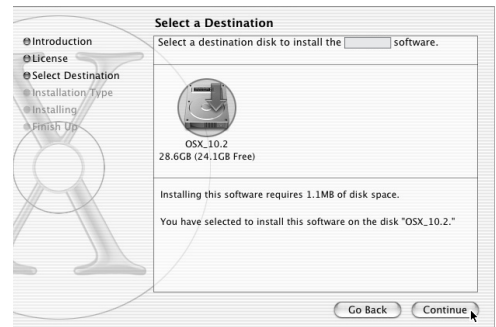 Select a Destination
Introduction
License
Select Destination
Installation Type
Installing
Finish Up
Select a destination disk to install the software.
OSX_10.2
28.6GB (24.1GB Free)
Installing this software requires 1.1MB of disk space.
You have selected to install this software on the disk "OSX_10.2."
Go Back Continue